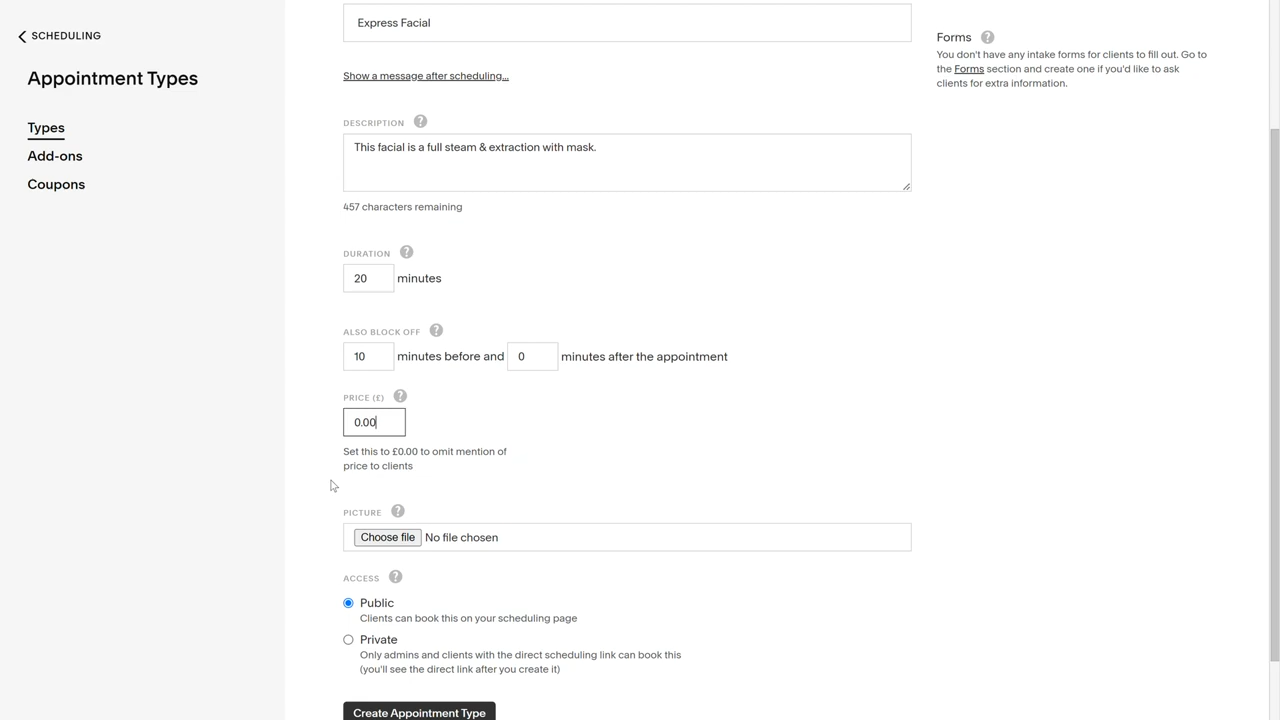 SCHEDULING
Appointment Types
Types
Add-ons
Coupons
Express Facial
Show a message after scheduling...
DESCRIPTION ?
This facial is a full steam & extraction with mask.
457 characters remaining
DURATION ?
20 minutes
ALSO BLOCK OFF ?
10 minutes before and 0 minutes after the appointment
PRICE (£) ?
0.00
Set this to £0.00 to omit mention of
price to clients
PICTURE ?
Choose file No file chosen
ACCESS ?
Public
Clients can book this on your scheduling page
Private
Only admins and clients with the direct scheduling link can book this
(you'll see the direct link after you create it)
Create Appointment Type
Forms ?
You don't have any intake forms for clients to fill out. Go to
the Forms section and create one if you'd like to ask
clients for extra information.